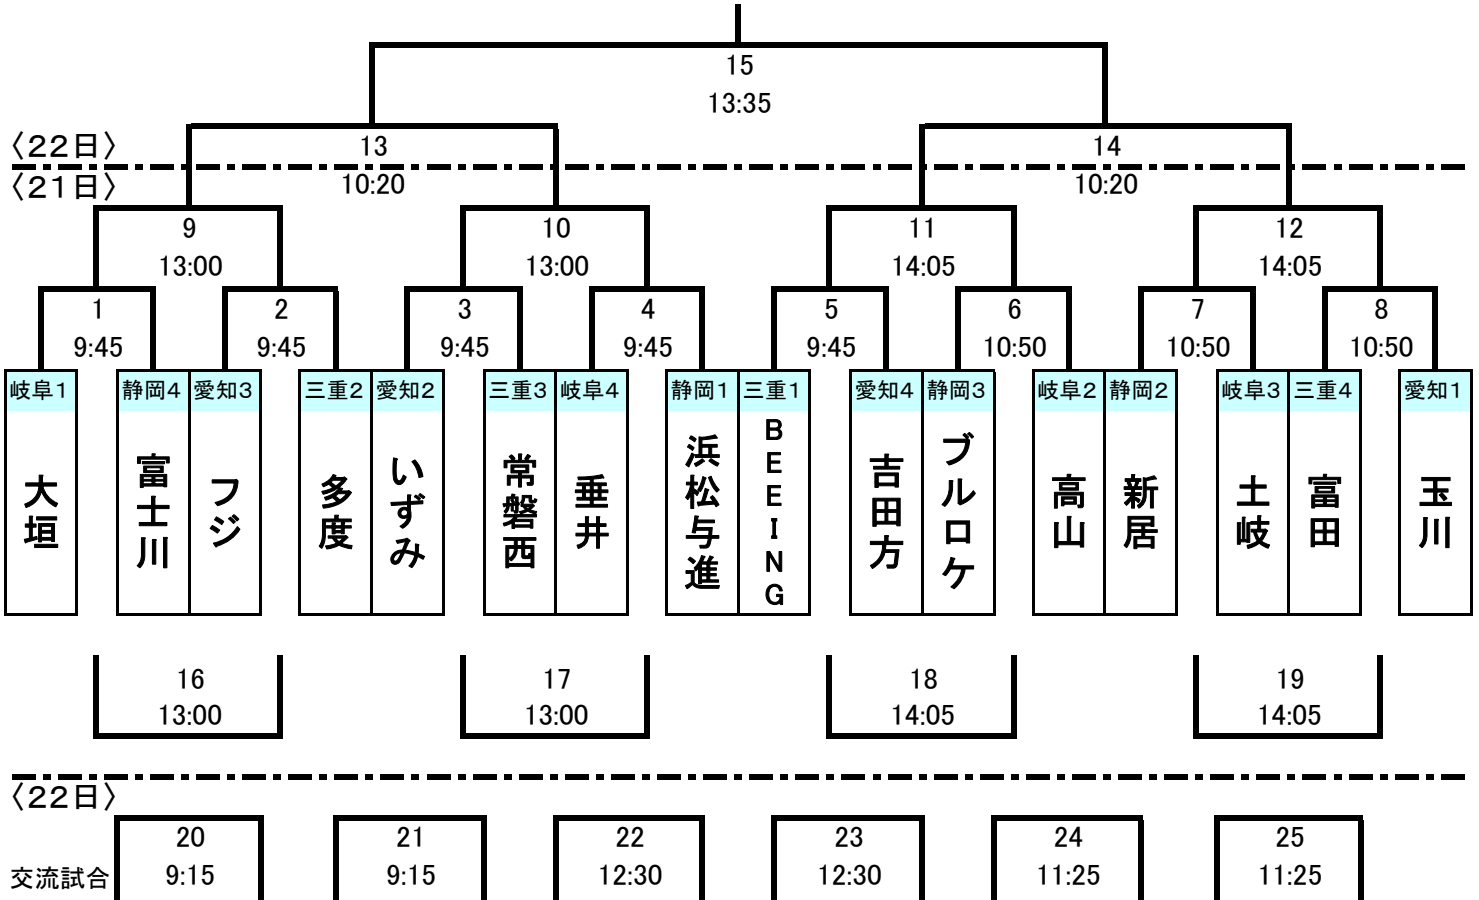 15
13:35
〈22日〉
13
14
〈21日〉
10:20
10:20
9
10
11
12
13:00
13:00
14:05
14:05
1
2
3
4
5
6
7
8
9:45
9:45
9:45
9:45
9:45
10:50
10:50
10:50
岐阜1
静岡4
愛知3
三重2
愛知2
三重3
岐阜4
静岡1
三重1
愛知4
静岡3
岐阜2
静岡2
岐阜3
三重4
愛知1
大垣
富士川
フジ
多度
いずみ
常磐西
垂井
浜松与進
BEEING
吉田方
ブルロケ
高山
新居
土岐
富田
玉川
16
17
18
19
13:00
13:00
14:05
14:05
〈22日〉
20
21
22
23
24
25
交流試合
9:15
9:15
12:30
12:30
11:25
11:25